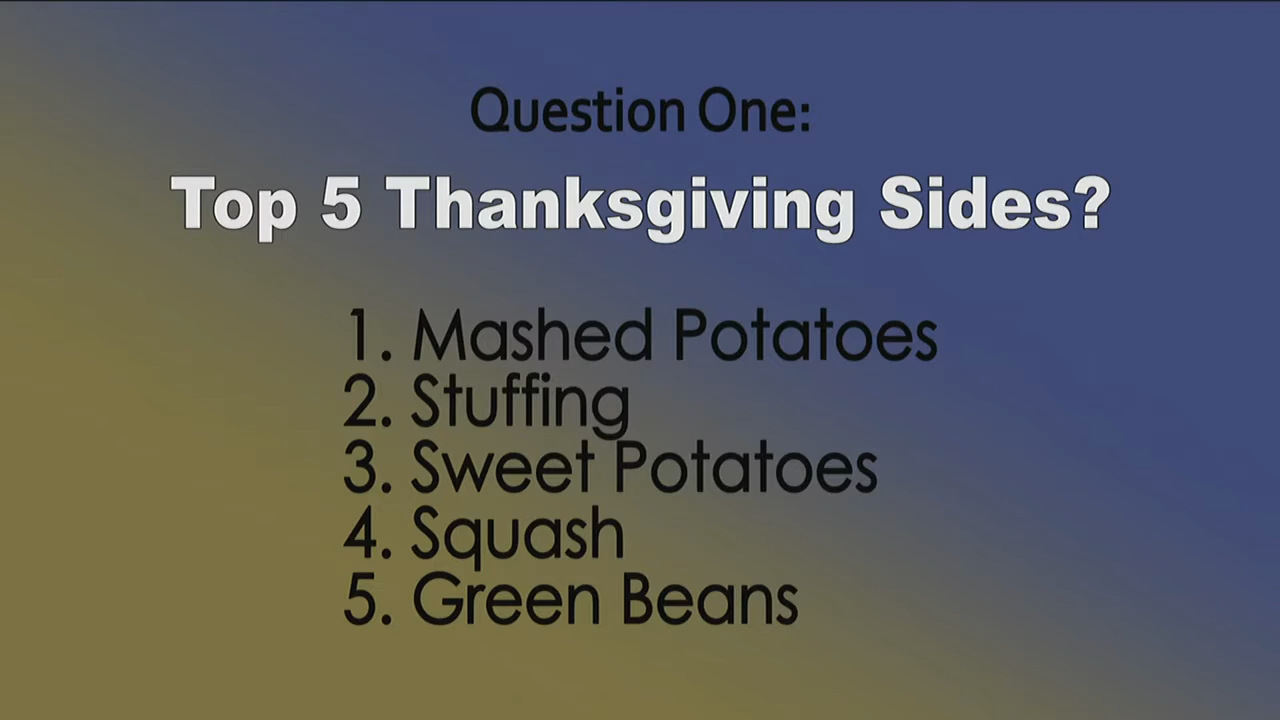 Question One:
Top 5 Thanksgiving Sides?
1. Mashed Potatoes
2. Stuffing
3. Sweet Potatoes
4. Squash
5. Green Beans